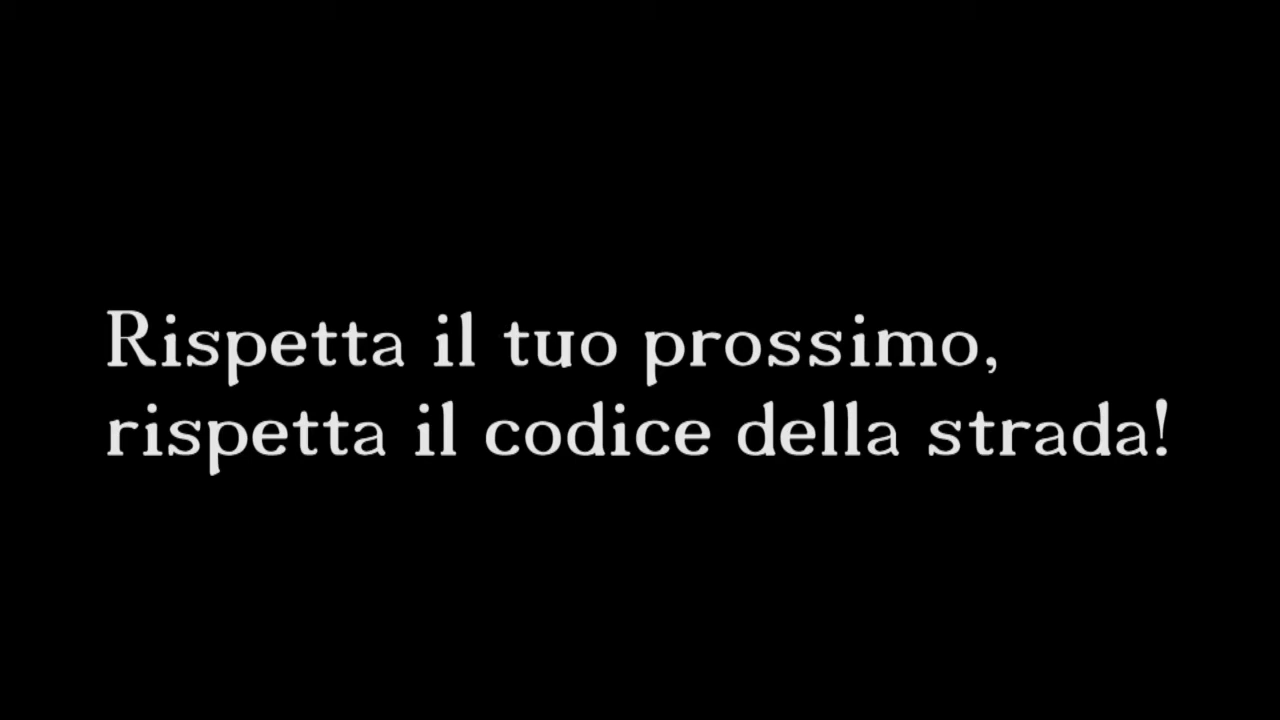 Rispetta il tuo prossimo,
rispetta il codice della strada!